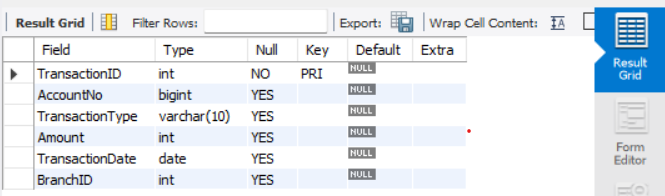 Result Grid Filter Rows: Export: Wrap Cell Content: IA
Field Type Null Key Default Extra
TransactionID int NO PRI NULL
AccountNo bigint YES NULL
TransactionType varchar(10) YES NULL
Amount int YES NULL
TransactionDate date YES NULL
BranchID int YES NULL
Result
Grid
Form
Editor